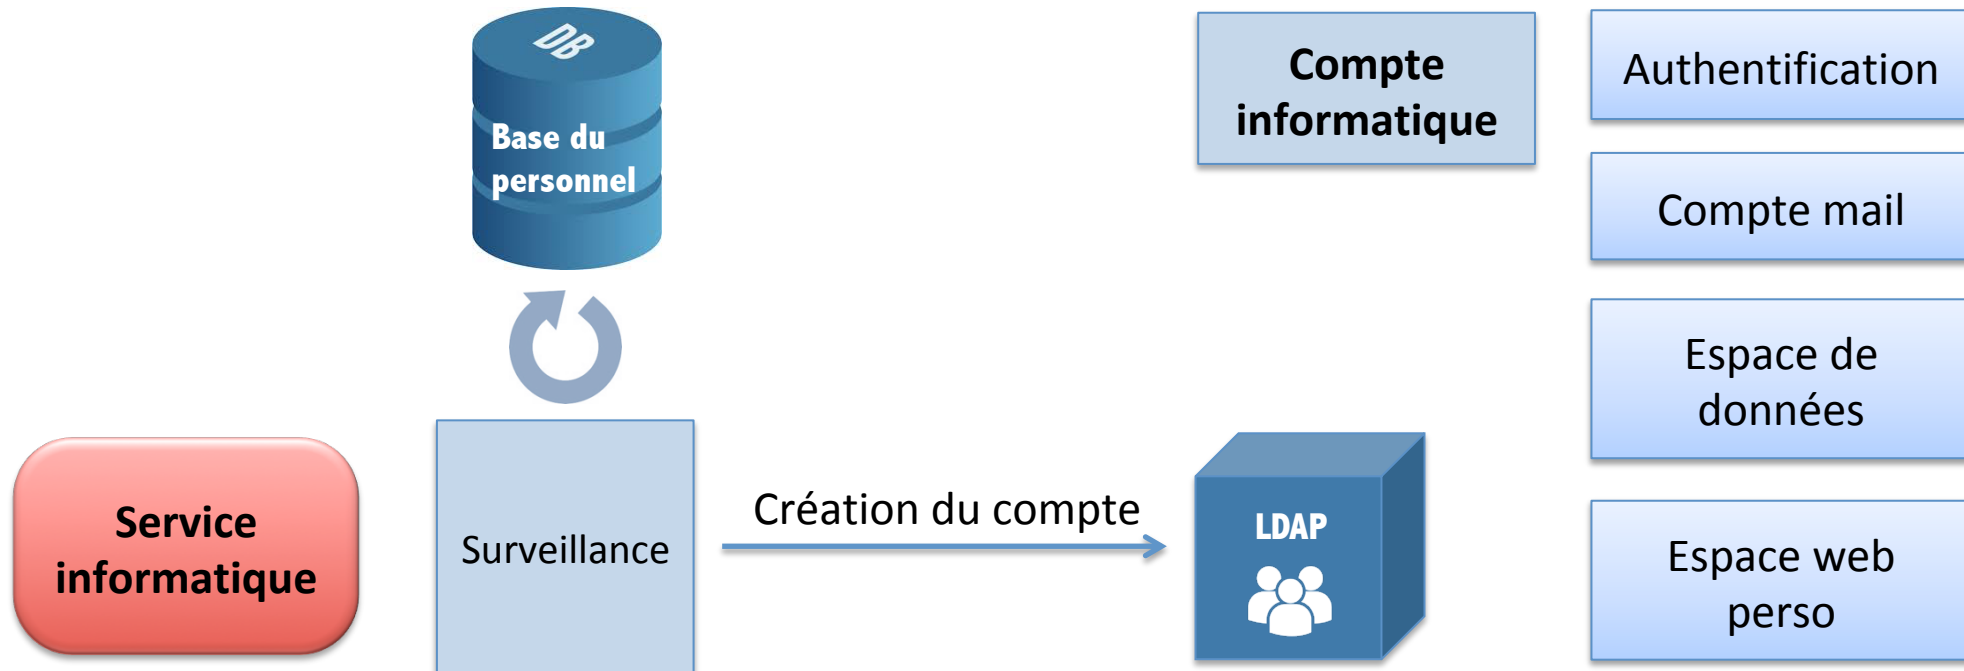 DB
Base du
personnel
Compte
informatique
Authentification
Compte mail
Espace de
données
Service
informatique
Surveillance
Création du compte
LDAP
Espace web
perso